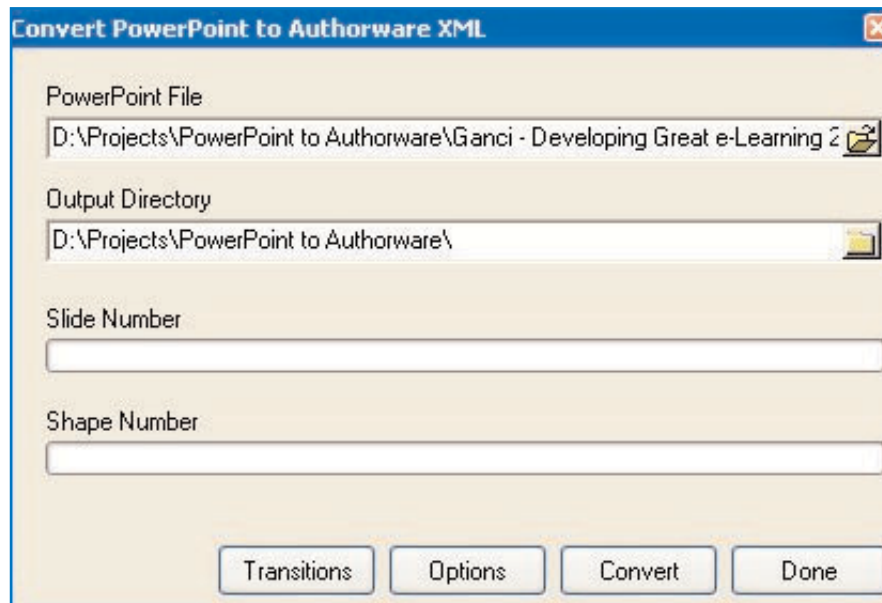 Convert PowerPoint to Authorware XML
PowerPoint File
D:\Projects\PowerPoint to Authorware\Ganci - Developing Great e-Learning 2
Output Directory
D:\Projects\PowerPoint to Authorware\
Slide Number
Shape Number
Transitions Options Convert Done